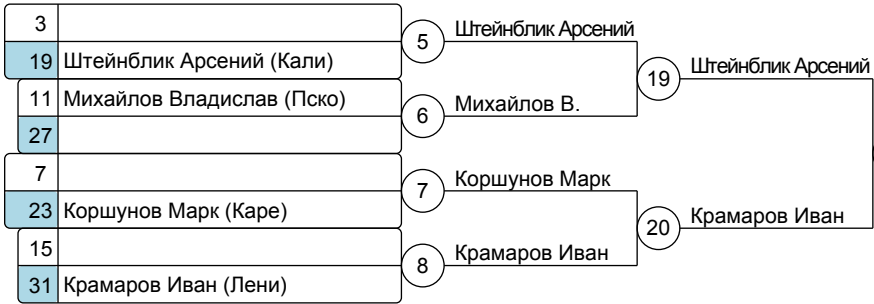 3
19 Штейнблик Арсений (Кали)
11 Михайлов Владислав (Пско)
27
7
23 Коршунов Марк (Каре)
15
31 Крамаров Иван (Лени)
5 Штейнблик Арсений
6 Михайлов В.
7 Коршунов Марк
8 Крамаров Иван
19 Штейнблик Арсений
20 Крамаров Иван